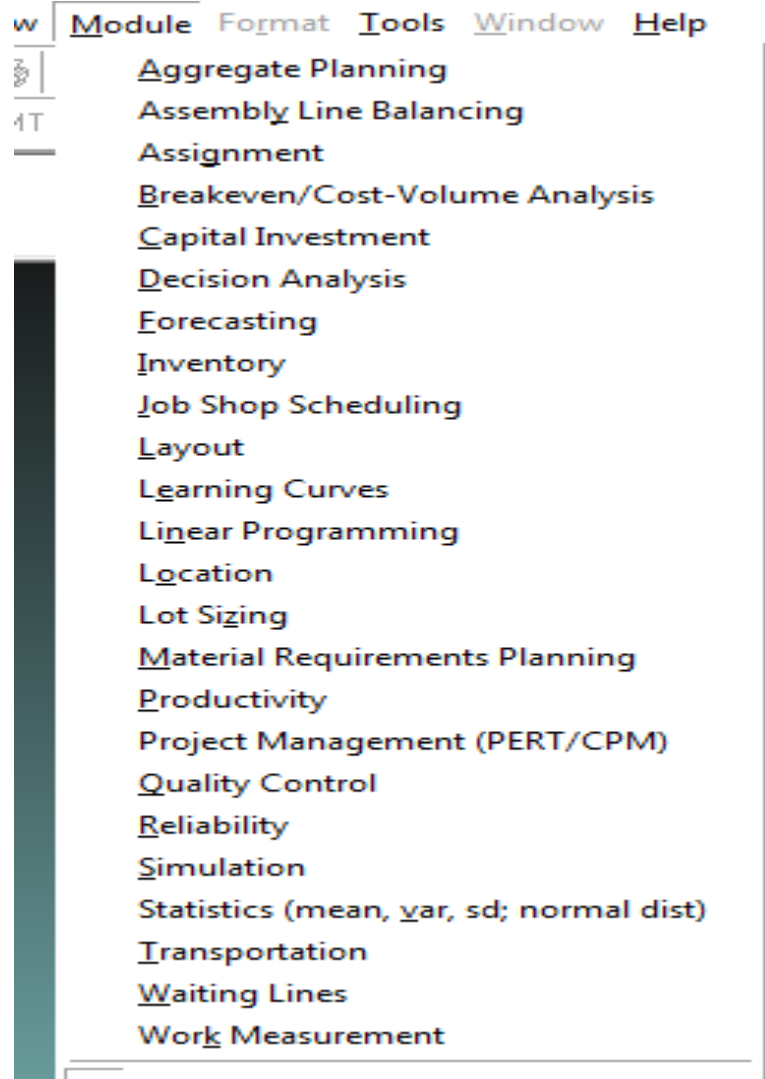 w Module Format Tools Window Help
Aggregate Planning
Assembly Line Balancing
Assignment
Breakeven/Cost-Volume Analysis
Capital Investment
Decision Analysis
Forecasting
Inventory
Job Shop Scheduling
Layout
Learning Curves
Linear Programming
Location
Lot Sizing
Material Requirements Planning
Productivity
Project Management (PERT/CPM)
Quality Control
Reliability
Simulation
Statistics (mean, var, sd; normal dist)
Transportation
Waiting Lines
Work Measurement